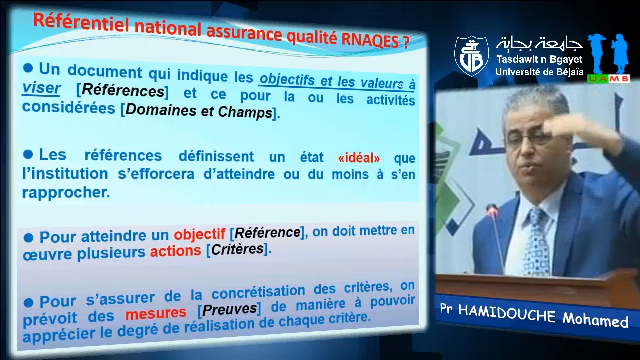 Référentiel national assurance qualité RNAQES ?
● Un document qui indique les objectifs et les valeurs à
viser [Références] et ce pour la ou les activités
considérées [Domaines et Champs].
● Les références définissent un état «idéal» que
l'institution s'efforcera d'atteindre ou du moins à s'en
rapprocher.
● Pour atteindre un objectif [Référence], on doit mettre en
œuvre plusieurs actions [Critères].
● Pour s'assurer de la concrétisation des critères, on
prévoit des mesures [Preuves] de manière à pouvoir
apprécier le degré de réalisation de chaque critère.
جامعة بجاية
Tasdawit n Bgayet
Université de Béjaïa
UAMB
Pr HAMIDOUCHE Mohamed